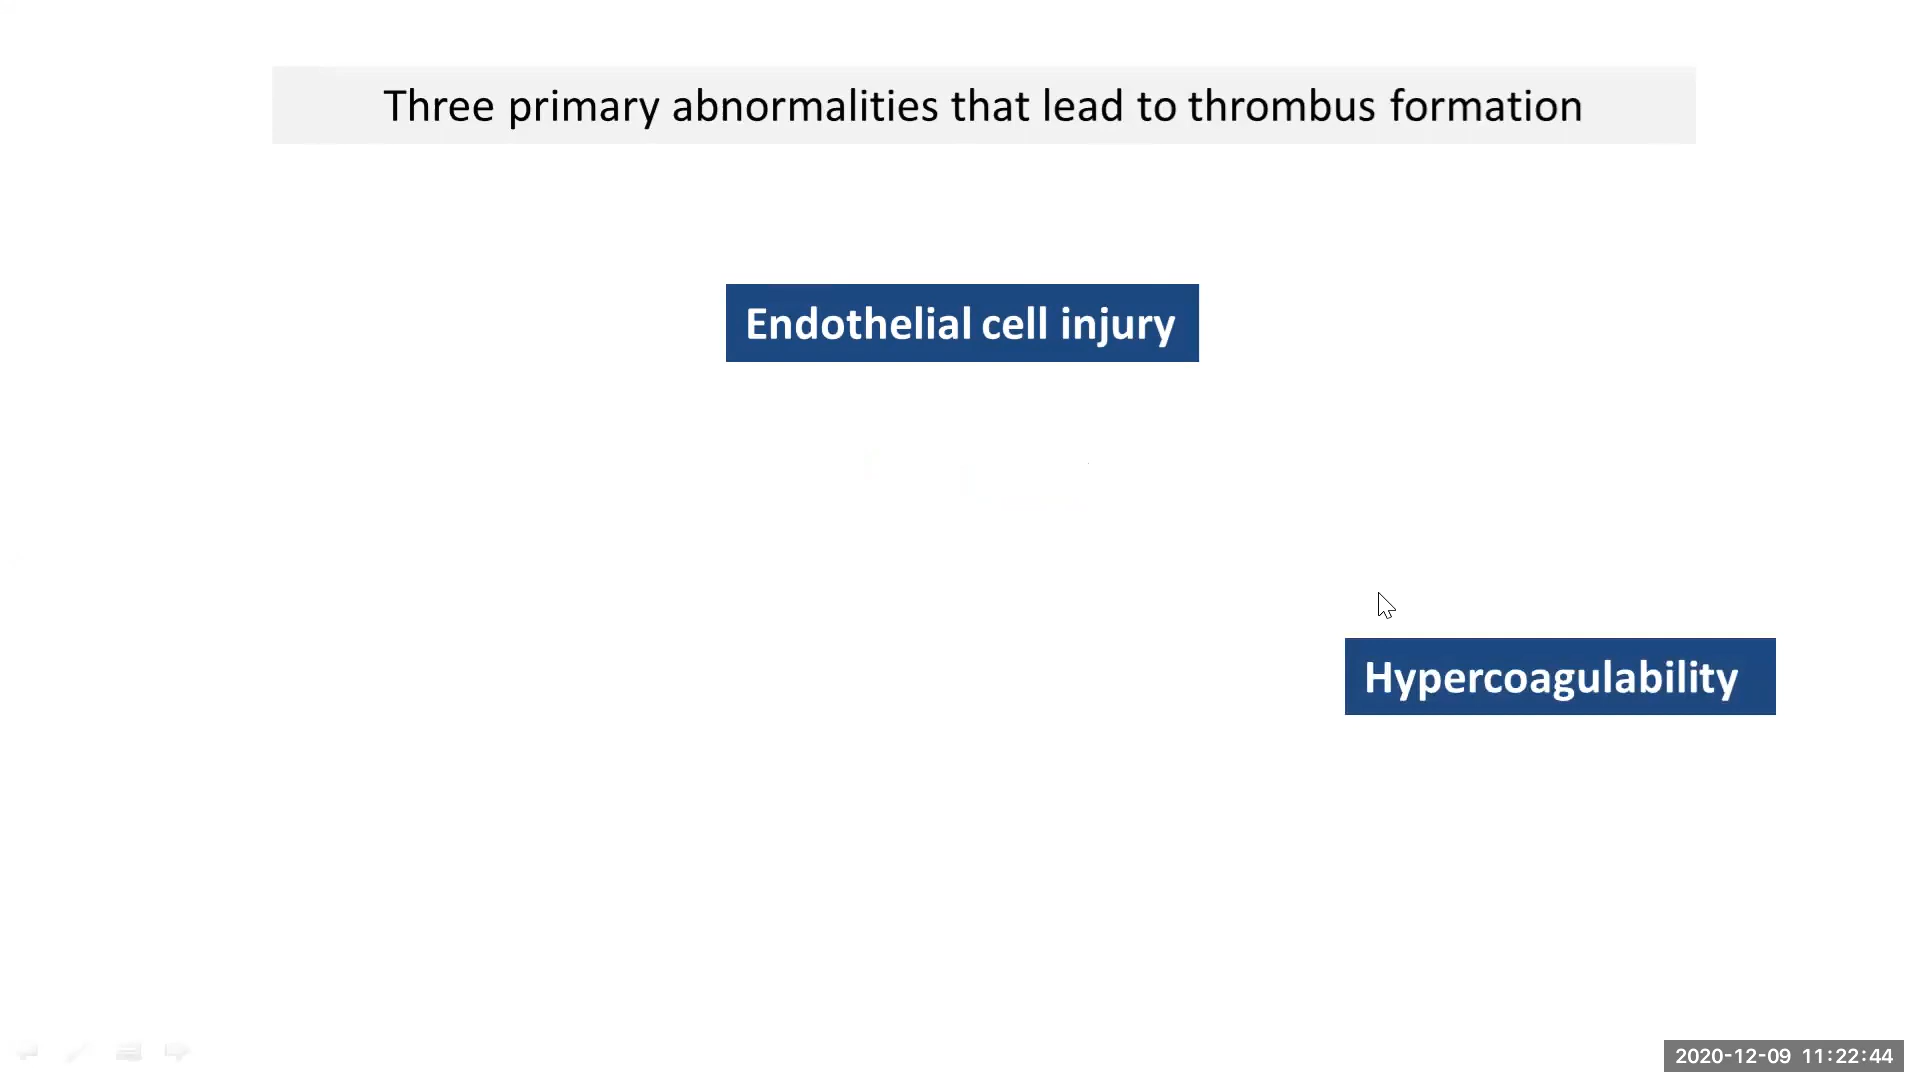 Three primary abnormalities that lead to thrombus formation
Endothelial cell injury
Hypercoagulability
2020-12-09 11:22:44